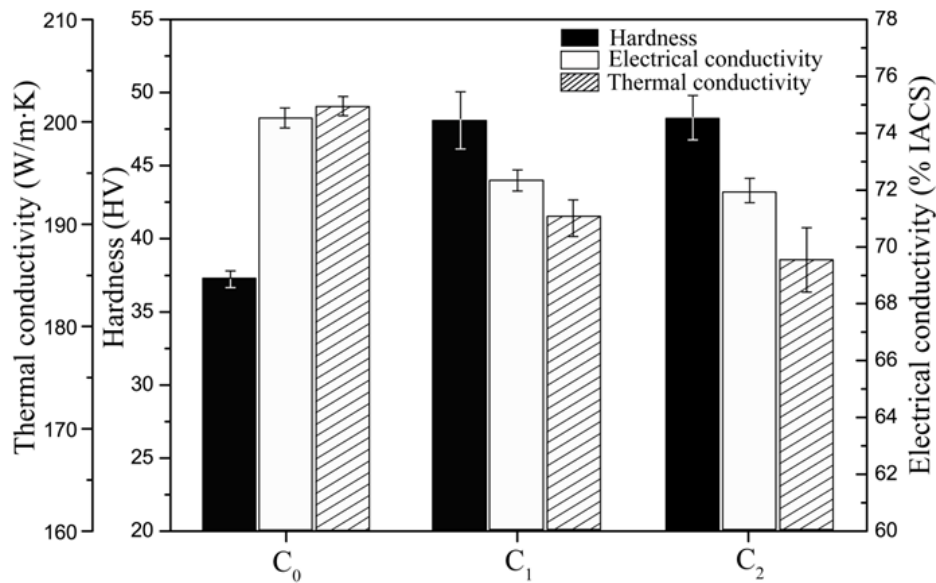 Thermal conductivity (W/m·K)
210
200
190
180
170
160
Hardness (HV)
55
50
45
40
35
30
25
20
Hardness
Electrical conductivity
Thermal conductivity
C₀
C₁
C₂
78
76
74
72
70
68
66
64
62
60
Electrical conductivity (% IACS)